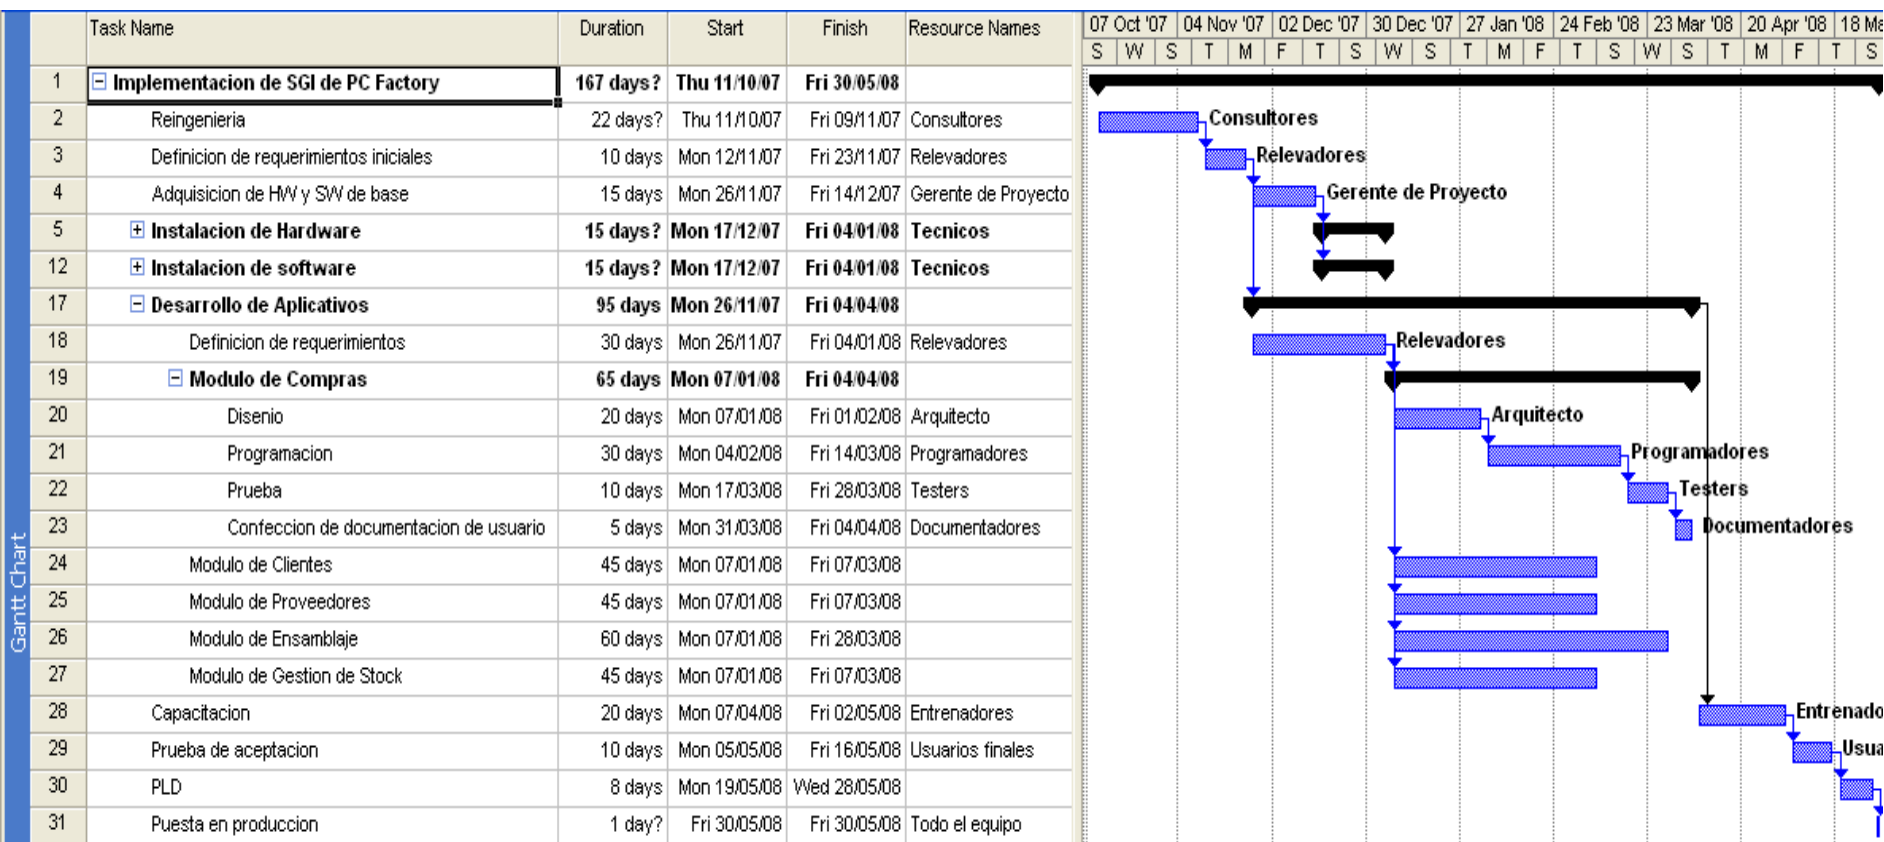 Task Name Duration Start Finish Resource Names 07 Oct '07 04 Nov '07 02 Dec '07 30 Dec '07 27 Jan '08 24 Feb '08 23 Mar '08 20 Apr '08 18 Ma
S W S T M F T S W S T M F T S W S T M F T S
1 Implementacion de SGI de PC Factory 167 days? Thu 11/10/07 Fri 30/05/08
2 Reingenieria 22 days? Thu 11/10/07 Fri 09/11/07 Consultores Consultores
3 Definicion de requerimientos iniciales 10 days Mon 12/11/07 Fri 23/11/07 Relevadores Relevadores
4 Adquisicion de HW y SW de base 15 days Mon 26/11/07 Fri 14/12/07 Gerente de Proyecto Gerente de Proyecto
5 Instalacion de Hardware 15 days? Mon 17/12/07 Fri 04/01/08 Tecnicos
12 Instalacion de software 15 days? Mon 17/12/07 Fri 04/01/08 Tecnicos
17 Desarrollo de Aplicativos 95 days Mon 26/11/07 Fri 04/04/08
18 Definicion de requerimientos 30 days Mon 26/11/07 Fri 04/01/08 Relevadores Relevadores
19 Modulo de Compras 65 days Mon 07/01/08 Fri 04/04/08
20 Disenio 20 days Mon 07/01/08 Fri 01/02/08 Arquitecto Arquitecto
21 Programacion 30 days Mon 04/02/08 Fri 14/03/08 Programadores Programadores
22 Prueba 10 days Mon 17/03/08 Fri 28/03/08 Testers Testers
23 Confeccion de documentacion de usuario 5 days Mon 31/03/08 Fri 04/04/08 Documentadores Documentadores
24 Modulo de Clientes 45 days Mon 07/01/08 Fri 07/03/08
25 Modulo de Proveedores 45 days Mon 07/01/08 Fri 07/03/08
26 Modulo de Ensamblaje 60 days Mon 07/01/08 Fri 28/03/08
27 Modulo de Gestion de Stock 45 days Mon 07/01/08 Fri 07/03/08
28 Capacitacion 20 days Mon 07/04/08 Fri 02/05/08 Entrenadores Entrenado
29 Prueba de aceptacion 10 days Mon 05/05/08 Fri 16/05/08 Usuarios finales Usua
30 PLD 8 days Mon 19/05/08 Wed 28/05/08
31 Puesta en produccion 1 day? Fri 30/05/08 Fri 30/05/08 Todo el equipo
Gantt Chart